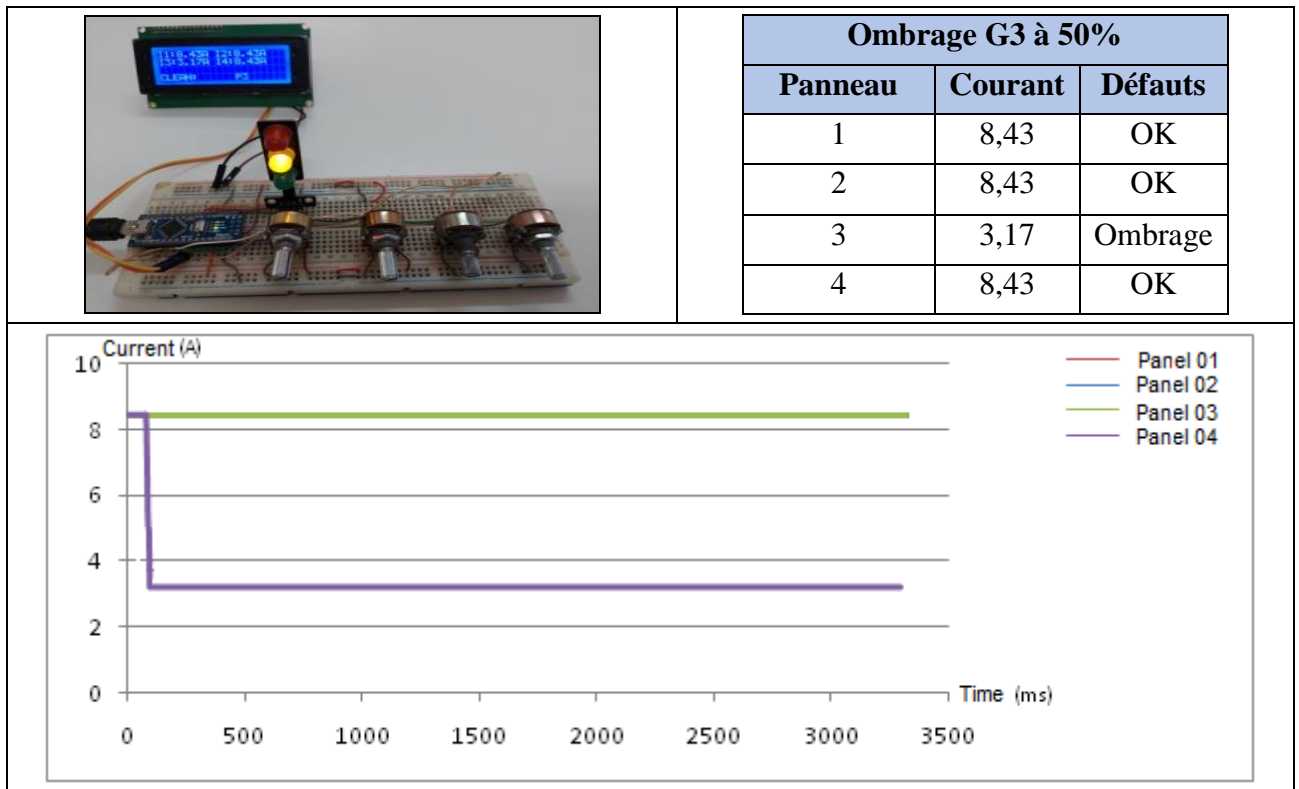 I1:8.43A I2:8.43A
I3:3.17A I4:8.43A
CLEAN: P3
Ombrage G3 à 50%
Panneau Courant Défauts
1 8,43 OK
2 8,43 OK
3 3,17 Ombrage
4 8,43 OK
Current (A)
10
8
6
4
2
0
0 500 1000 1500 2000 2500 3000 3500
Time (ms)
Panel 01
Panel 02
Panel 03
Panel 04